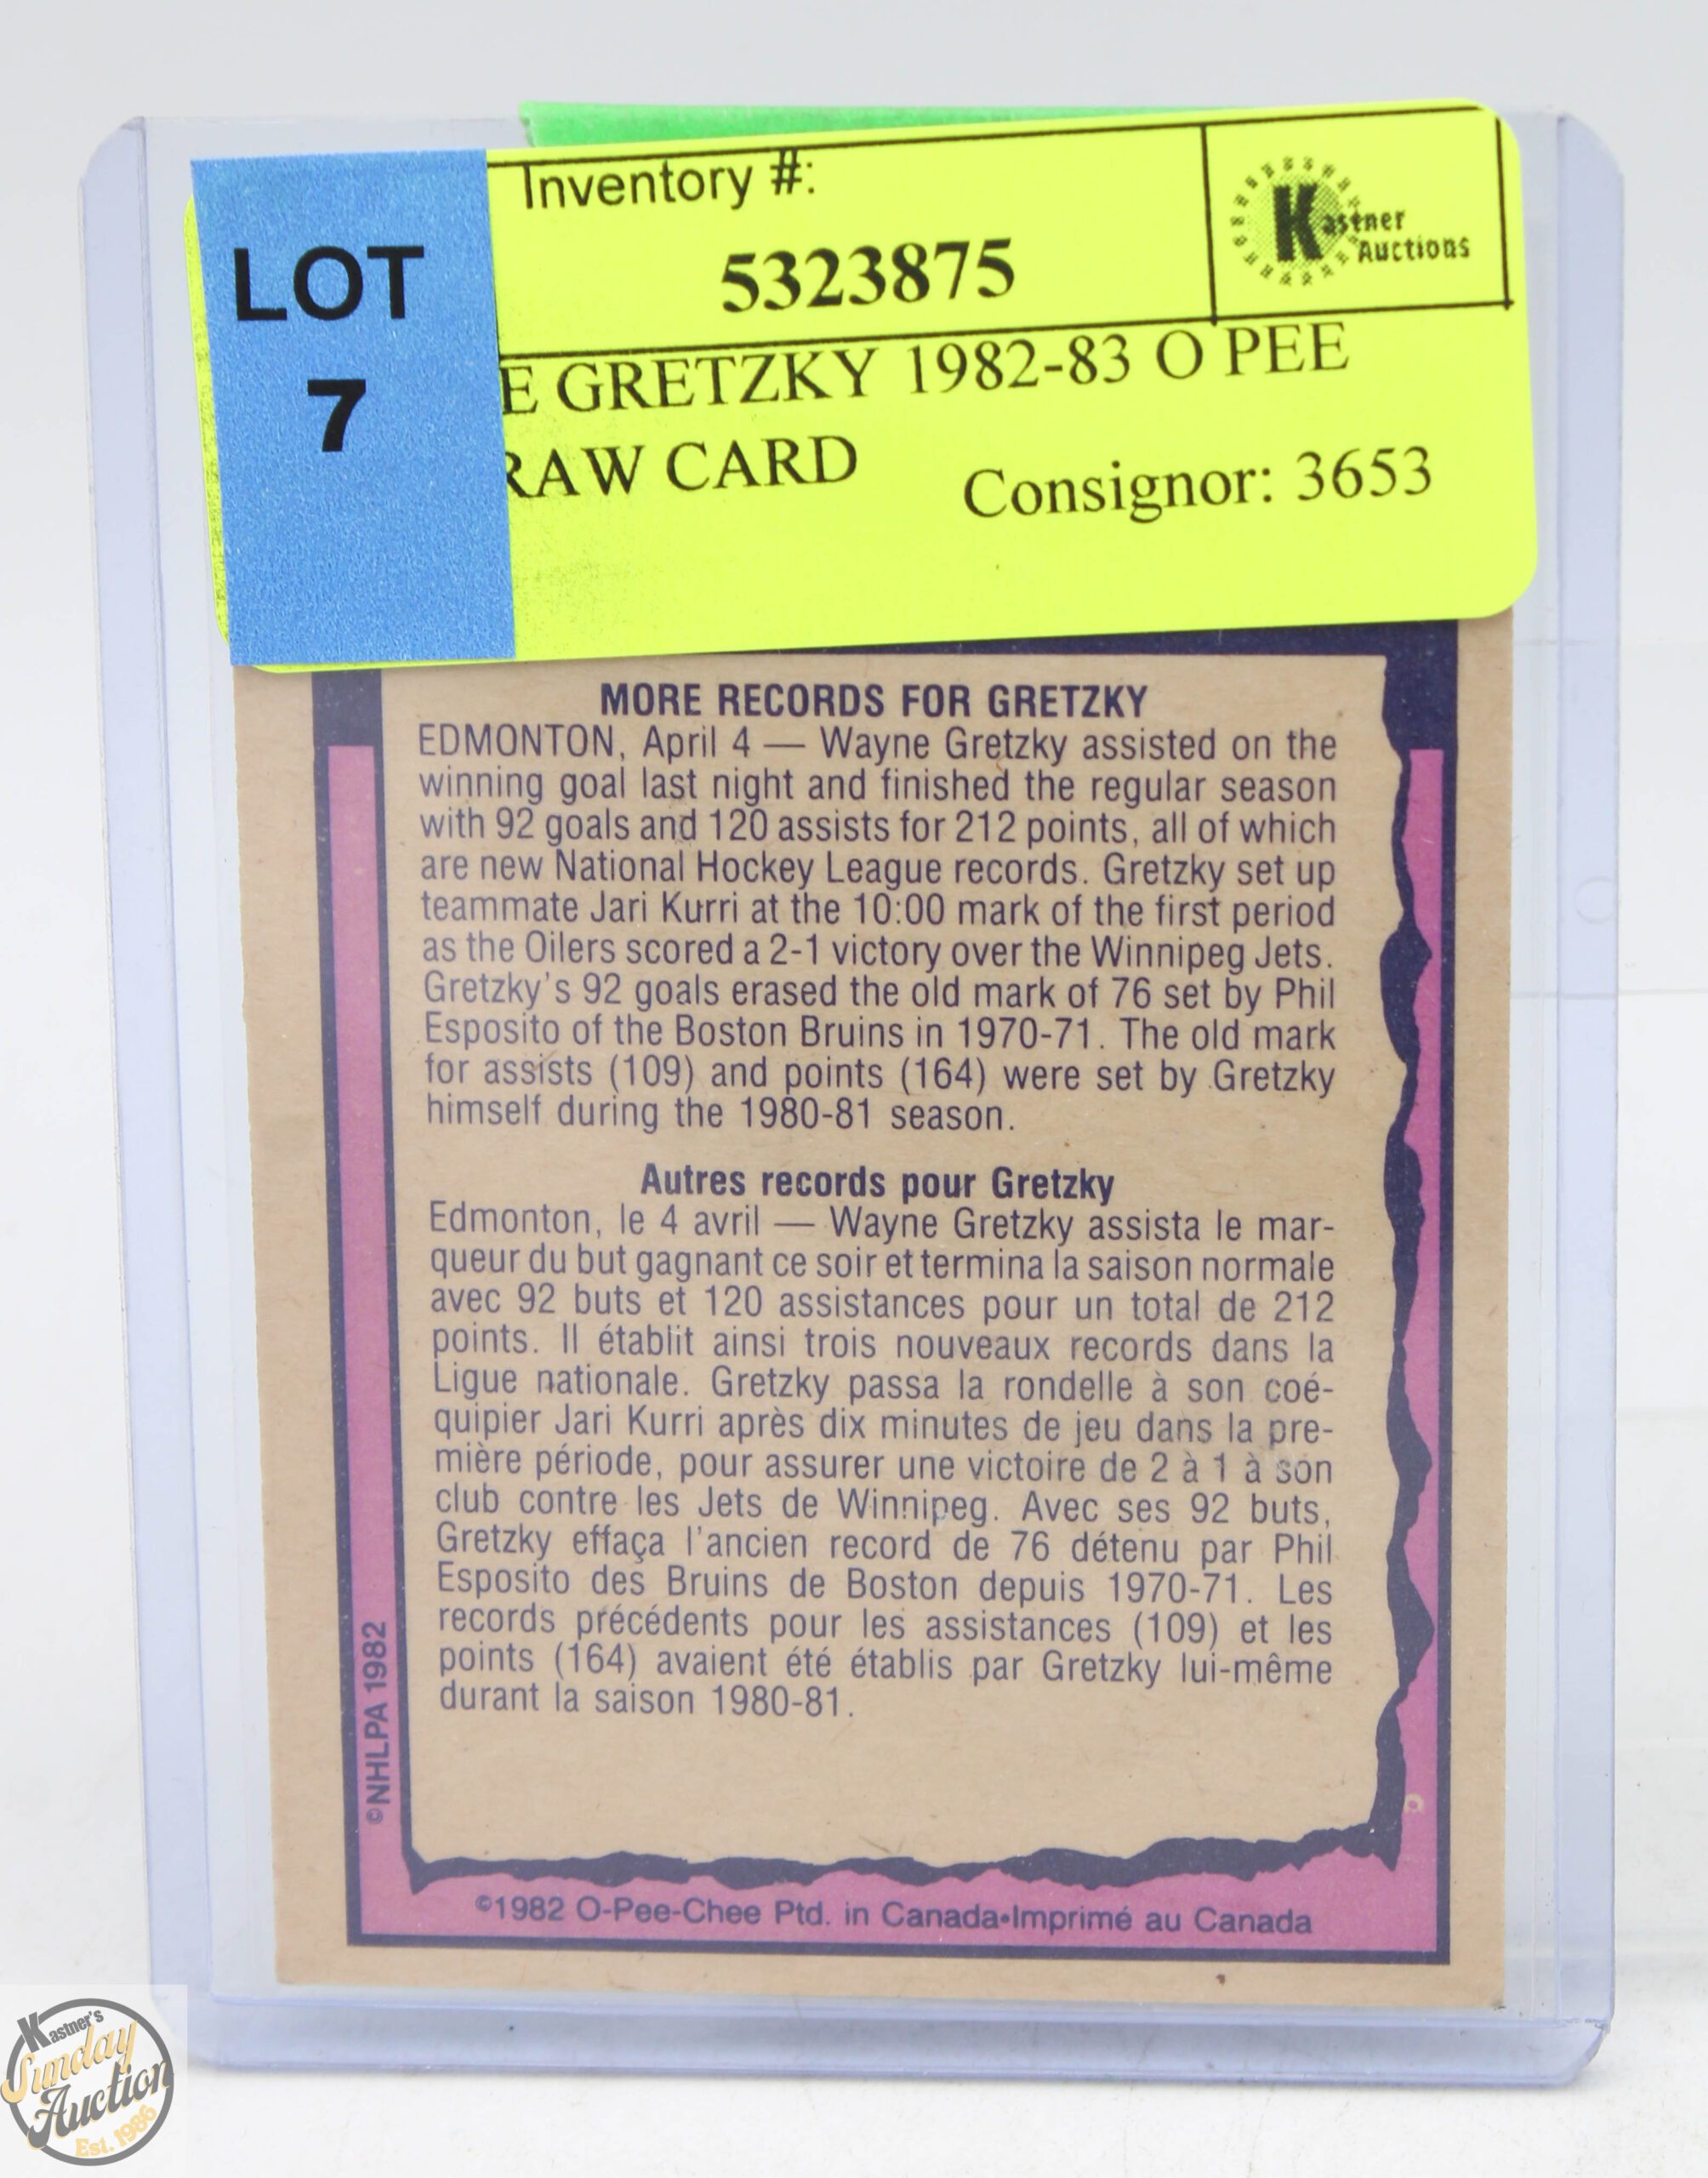 LOT
7
Inventory #:
5323875
Kastner
Auctions
E GRETZKY 1982-83 O PEE
RAW CARD
Consignor: 3653
MORE RECORDS FOR GRETZKY
EDMONTON, April 4 — Wayne Gretzky assisted on the
winning goal last night and finished the regular season
with 92 goals and 120 assists for 212 points, all of which
are new National Hockey League records. Gretzky set up
teammate Jari Kurri at the 10:00 mark of the first period
as the Oilers scored a 2-1 victory over the Winnipeg Jets.
Gretzky's 92 goals erased the old mark of 76 set by Phil
Esposito of the Boston Bruins in 1970-71. The old mark
for assists (109) and points (164) were set by Gretzky
himself during the 1980-81 season.
Autres records pour Gretzky
Edmonton, le 4 avril — Wayne Gretzky assista le mar-
queur du but gagnant ce soir et termina la saison normale
avec 92 buts et 120 assistances pour un total de 212
points. Il établit ainsi trois nouveaux records dans la
Ligue nationale. Gretzky passa la rondelle à son coé-
quipier Jari Kurri après dix minutes de jeu dans la pre-
mière période, pour assurer une victoire de 2 à 1 à son
club contre les Jets de Winnipeg. Avec ses 92 buts,
Gretzky effaça l'ancien record de 76 détenu par Phil
Esposito des Bruins de Boston depuis 1970-71. Les
records précédents pour les assistances (109) et les
points (164) avaient été établis par Gretzky lui-même
durant la saison 1980-81.
©NHLPA 1982
©1982 O-Pee-Chee Ptd. in Canada•Imprimé au Canada
Kastner's
Sunday
Auction
Est. 1986